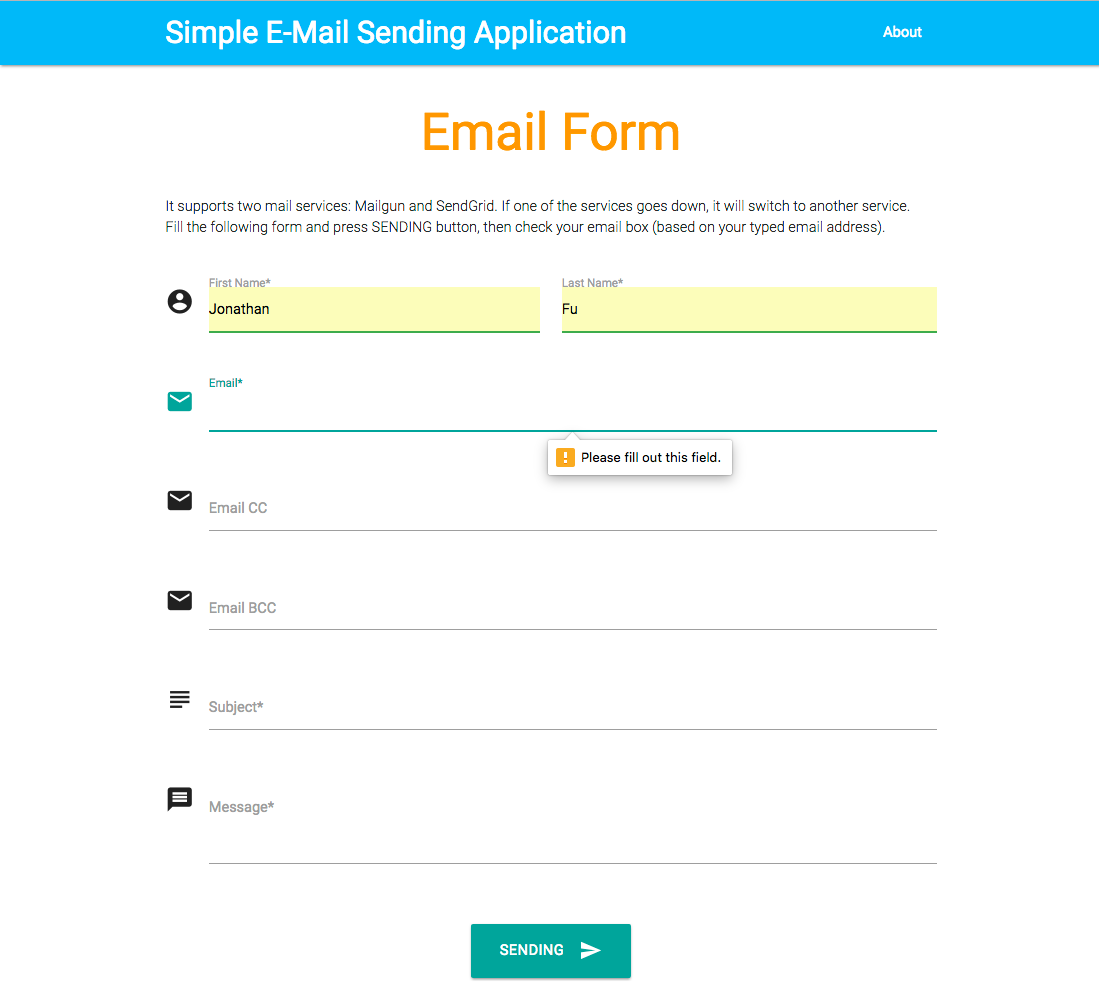 Simple E-Mail Sending Application
About
Email Form
It supports two mail services: Mailgun and SendGrid. If one of the services goes down, it will switch to another service.
Fill the following form and press SENDING button, then check your email box (based on your typed email address).
First Name*
Last Name*
Jonathan
Fu
Email*
Please fill out this field.
Email CC
Email BCC
Subject*
Message*
SENDING